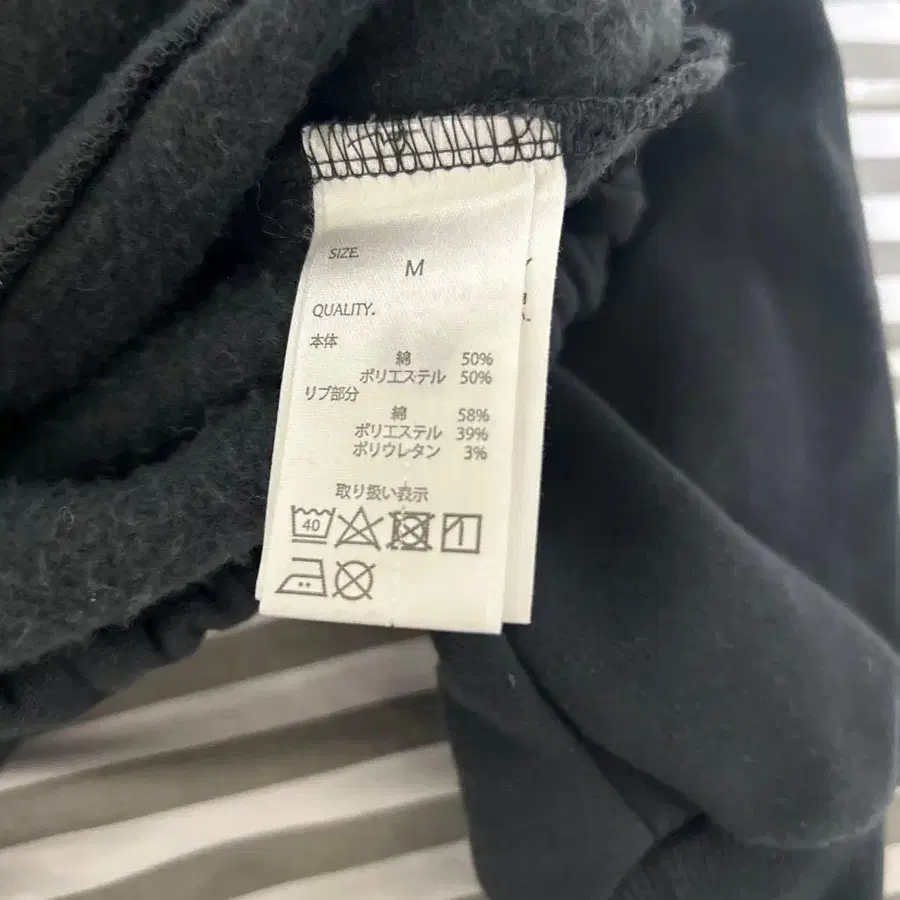 SIZE.
M
QUALITY.
本体
綿 50%
ポリエステル 50%
リブ部分
綿 58%
ポリエステル 39%
ポリウレタン 3%
取り扱い表示
40